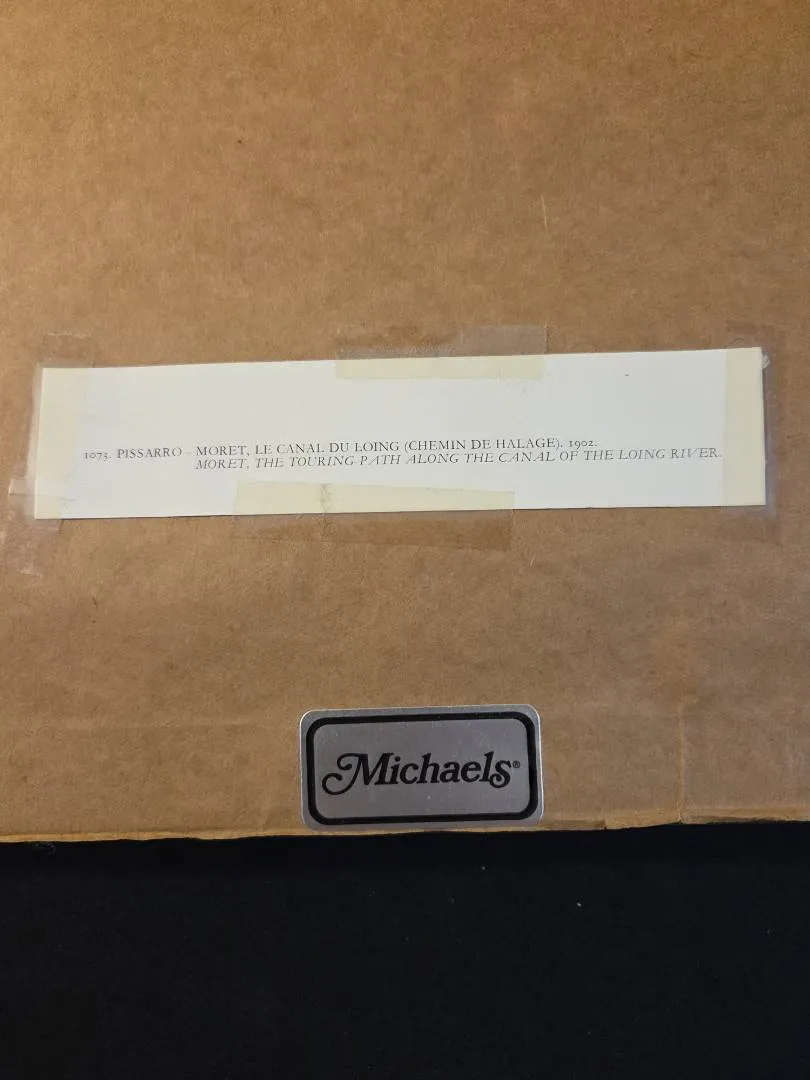 1073. PISSARRO - MORET, LE CANAL DU LOING (CHEMIN DE HALAGE). 1902.
MORET, THE TOURING-PATH ALONG THE CANAL OF THE LOING RIVER.
Michaels®